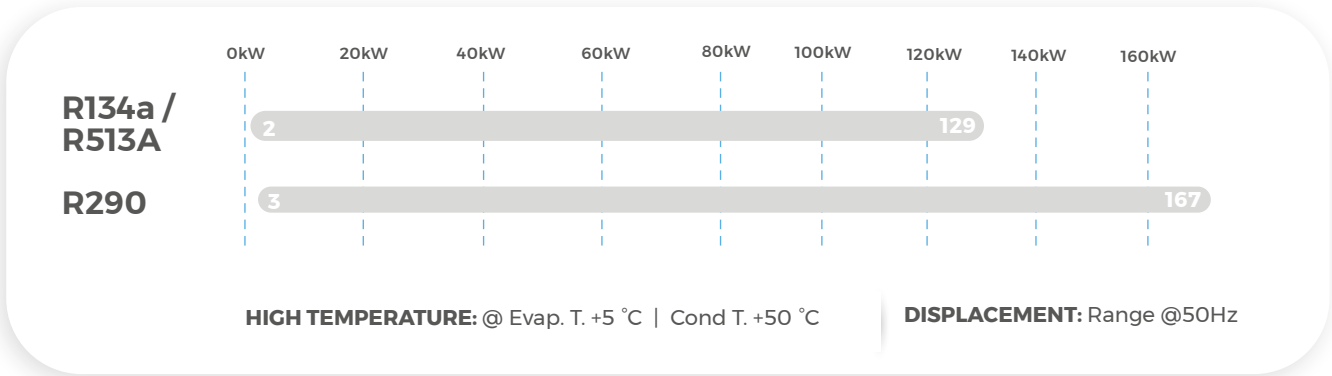 0kW 20kW 40kW 60kW 80kW 100kW 120kW 140kW 160kW
R134a /
R513A
2 129
R290
3 167
HIGH TEMPERATURE: @ Evap. T. +5 °C | Cond T. +50 °C
DISPLACEMENT: Range @50Hz